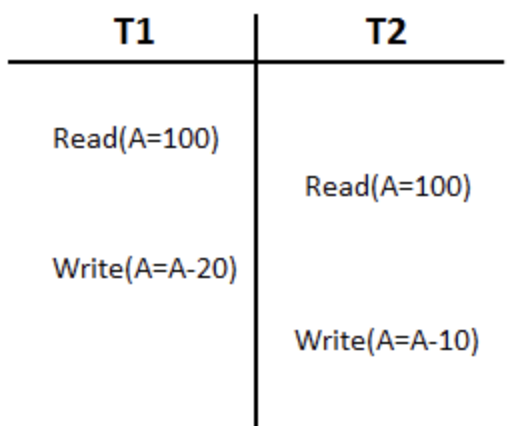 T1 T2
Read(A=100)
Read(A=100)
Write(A=A-20)
Write(A=A-10)